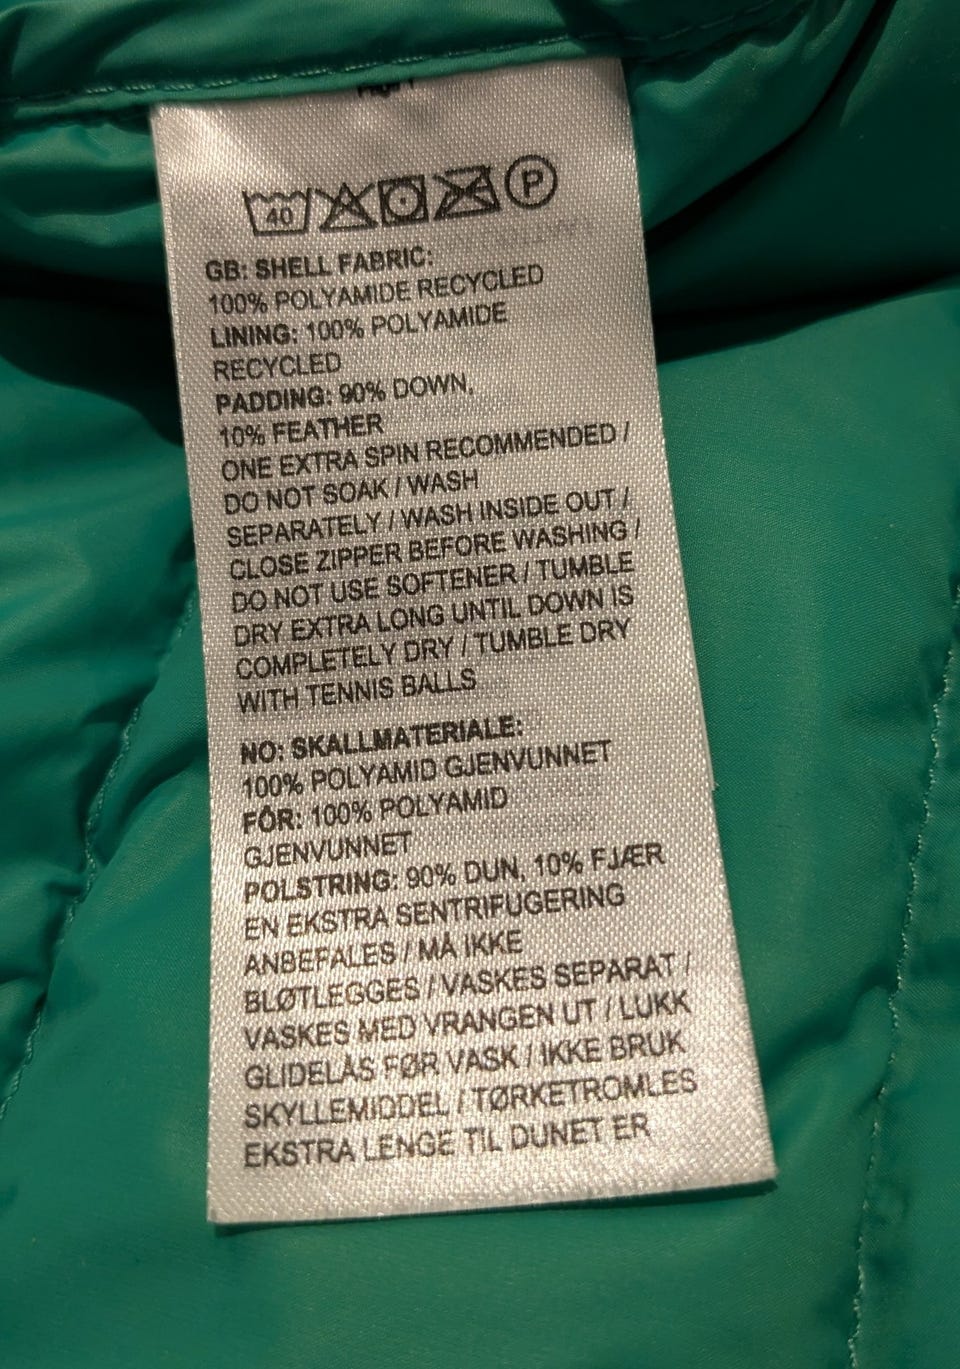 40 P
GB: SHELL FABRIC:
100% POLYAMIDE RECYCLED
LINING: 100% POLYAMIDE
RECYCLED
PADDING: 90% DOWN,
10% FEATHER
ONE EXTRA SPIN RECOMMENDED /
DO NOT SOAK / WASH
SEPARATELY / WASH INSIDE OUT /
CLOSE ZIPPER BEFORE WASHING /
DO NOT USE SOFTENER / TUMBLE
DRY EXTRA LONG UNTIL DOWN IS
COMPLETELY DRY / TUMBLE DRY
WITH TENNIS BALLS
NO: SKALLMATERIALE:
100% POLYAMID GJENVUNNET
FÔR: 100% POLYAMID
GJENVUNNET
POLSTRING: 90% DUN, 10% FJÆR
EN EKSTRA SENTRIFUGERING
ANBEFALES / MÅ IKKE
BLØTLEGGES / VASKES SEPARAT /
VASKES MED VRANGEN UT / LUKK
GLIDELÅS FØR VASK / IKKE BRUK
SKYLLEMIDDEL / TØRKETROMLES
EKSTRA LENGE TIL DUNET ER